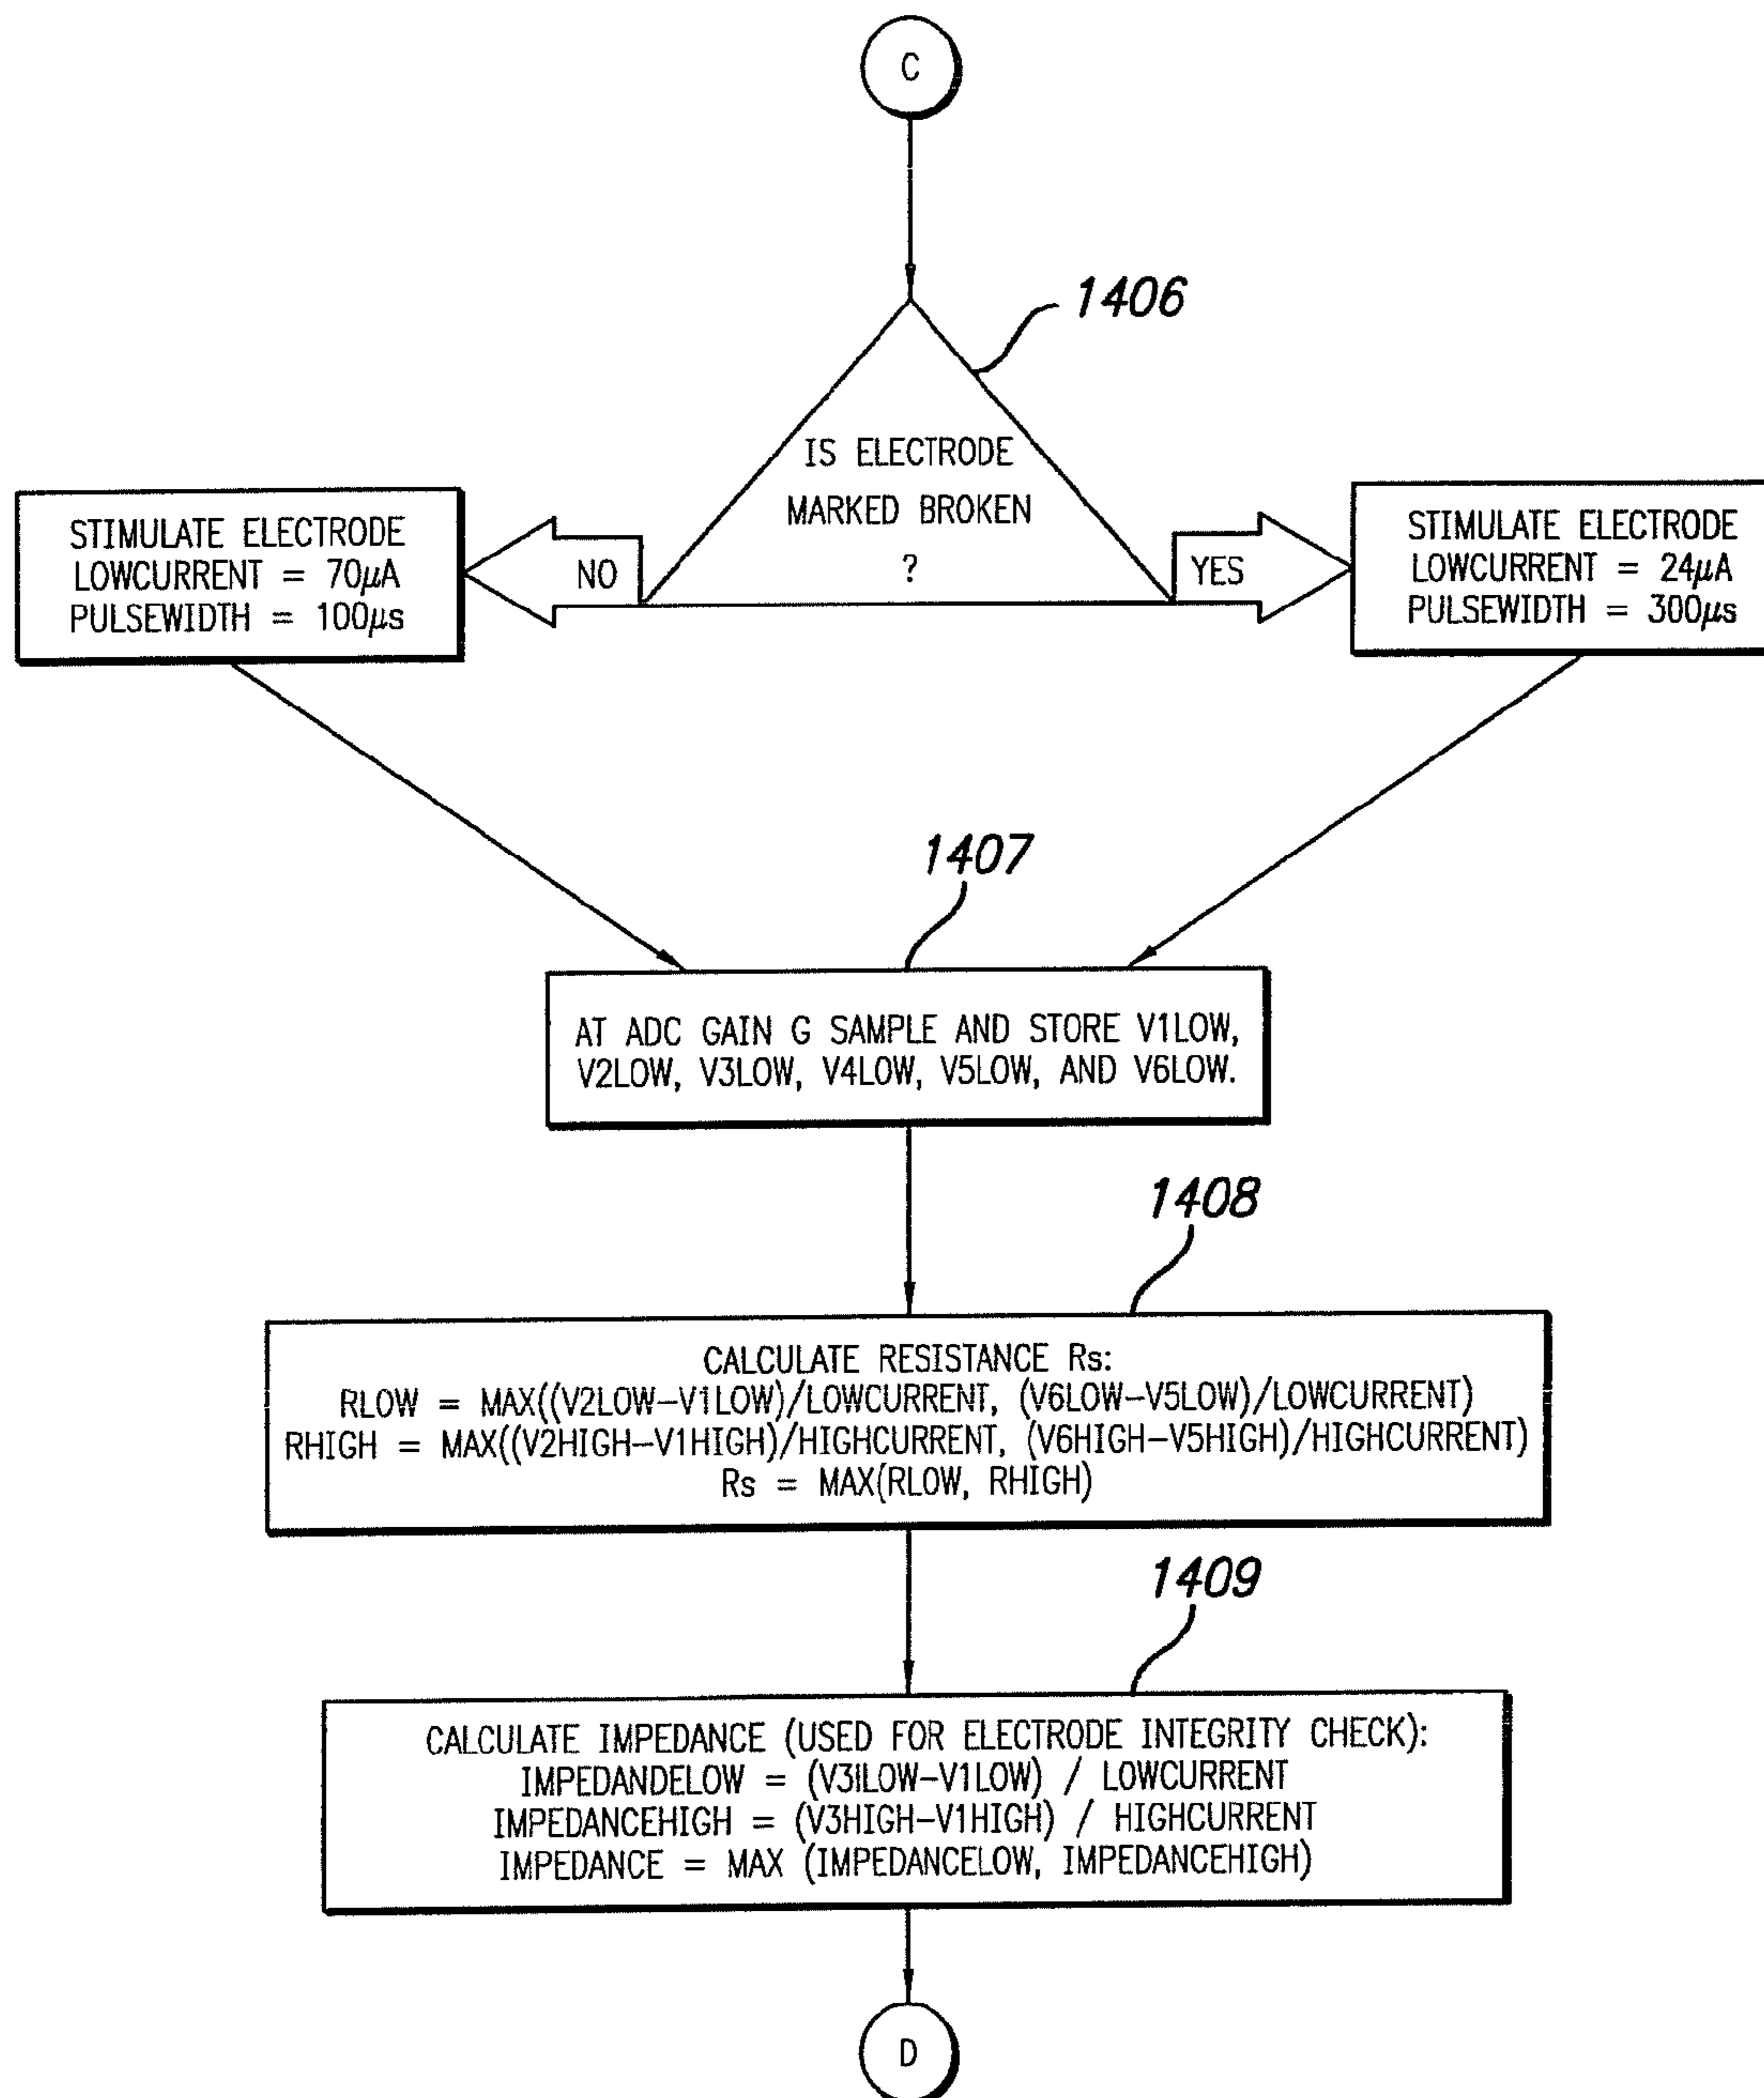 C
1406
IS ELECTRODE
MARKED BROKEN
?
NO
YES
STIMULATE ELECTRODE
LOWCURRENT = 70µA
PULSEWIDTH = 100µs
STIMULATE ELECTRODE
LOWCURRENT = 24µA
PULSEWIDTH = 300µs
1407
AT ADC GAIN G SAMPLE AND STORE V1LOW,
V2LOW, V3LOW, V4LOW, V5LOW, AND V6LOW.
1408
CALCULATE RESISTANCE Rs:
RLOW = MAX((V2LOW-V1LOW)/LOWCURRENT, (V6LOW-V5LOW)/LOWCURRENT)
RHIGH = MAX((V2HIGH-V1HIGH)/HIGHCURRENT, (V6HIGH-V5HIGH)/HIGHCURRENT)
Rs = MAX(RLOW, RHIGH)
1409
CALCULATE IMPEDANCE (USED FOR ELECTRODE INTEGRITY CHECK):
IMPEDANDELOW = (V3lLOW-V1LOW) / LOWCURRENT
IMPEDANCEHIGH = (V3HIGH-V1HIGH) / HIGHCURRENT
IMPEDANCE = MAX (IMPEDANCELOW, IMPEDANCEHIGH)
D